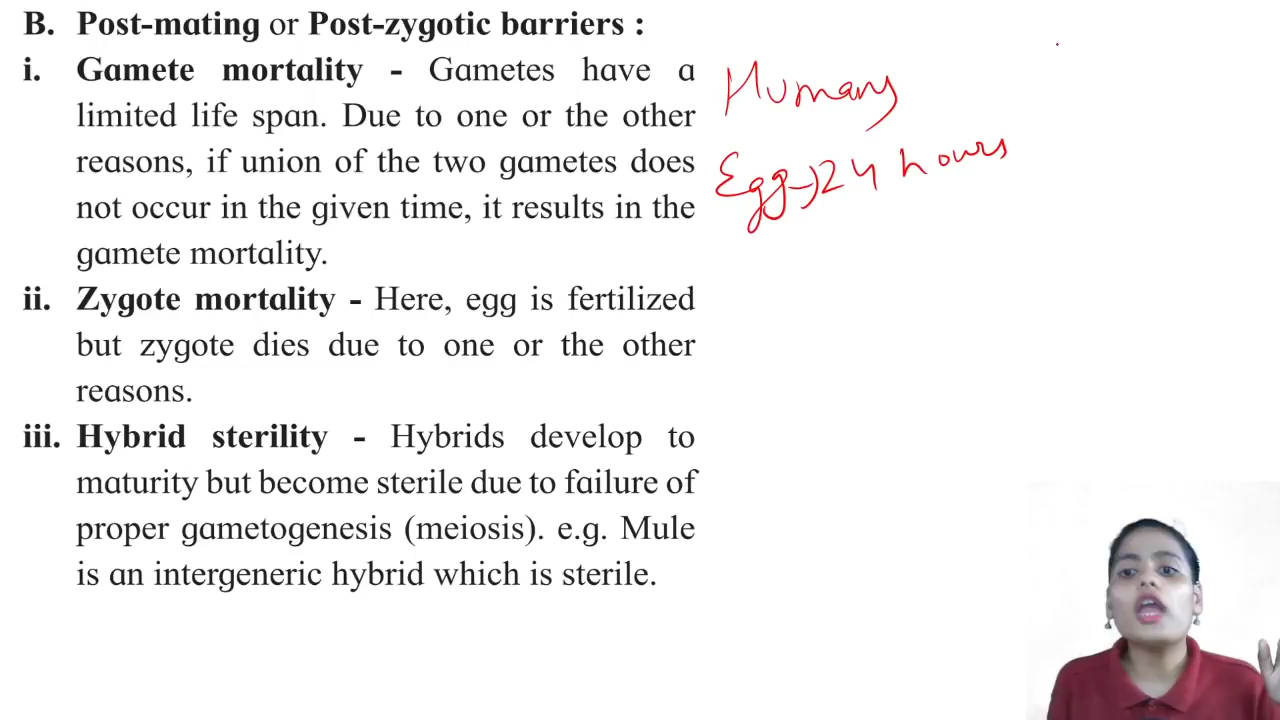 B. Post-mating or Post-zygotic barriers :
i. Gamete mortality - Gametes have a
limited life span. Due to one or the other
reasons, if union of the two gametes does
not occur in the given time, it results in the
gamete mortality.
ii. Zygote mortality - Here, egg is fertilized
but zygote dies due to one or the other
reasons.
iii. Hybrid sterility - Hybrids develop to
maturity but become sterile due to failure of
proper gametogenesis (meiosis). e.g. Mule
is an intergeneric hybrid which is sterile.
Humans
Egg→24 hours